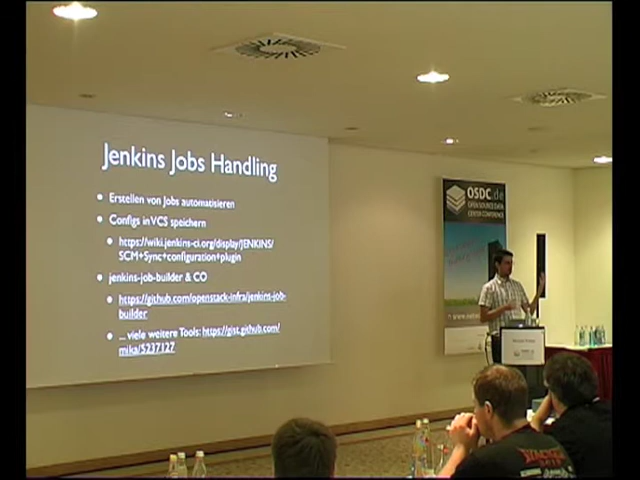 Jenkins Jobs Handling
Erstellen von Jobs automatisieren
Configs in VCS speichern
https://wiki.jenkins-ci.org/display/JENKINS/
SCM+Sync+configuration+plugin
jenkins-job-builder & CO
https://github.com/openstack-infra/jenkins-job-
builder
... viele weitere Tools: https://gist.github.com/
mika/5237127
OSDC.de
OPEN SOURCE DATA
CENTER CONFERENCE